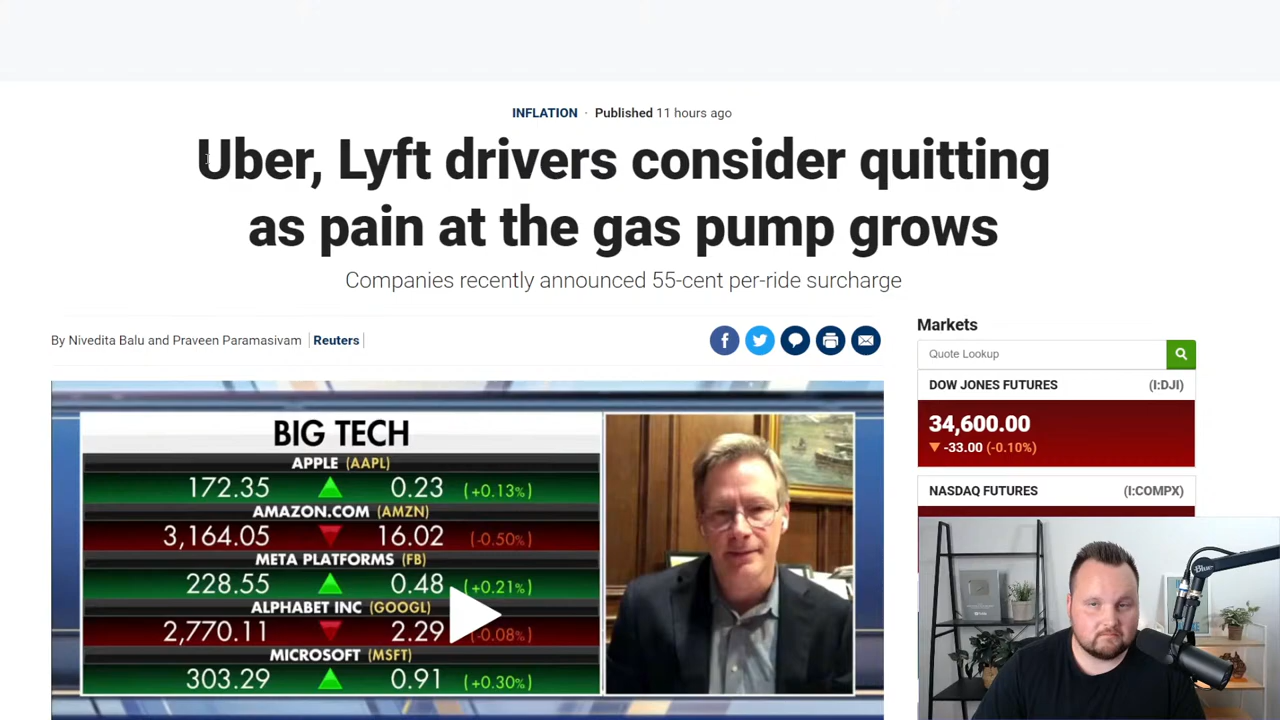 INFLATION · Published 11 hours ago
Uber, Lyft drivers consider quitting
as pain at the gas pump grows
Companies recently announced 55-cent per-ride surcharge
By Nivedita Balu and Praveen Paramasivam | Reuters |
Markets
Quote Lookup
DOW JONES FUTURES (I:DJI)
34,600.00
▼ -33.00 (-0.10%)
NASDAQ FUTURES (I:COMPX)
BIG TECH
APPLE (AAPL)
172.35 ▲ 0.23 (+0.13%)
AMAZON.COM (AMZN)
3,164.05 ▼ 16.02 (-0.50%)
META PLATFORMS (FB)
228.55 ▲ 0.48 (+0.21%)
ALPHABET INC (GOOGL)
2,770.11 ▼ 2.29 (-0.08%)
MICROSOFT (MSFT)
303.29 ▲ 0.91 (+0.30%)
Blue